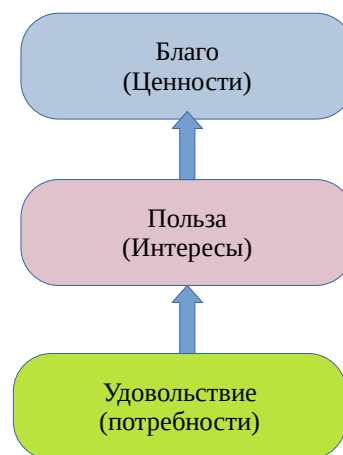 Благо
(Ценности)
Польза
(Интересы)
Удовольствие
(потребности)